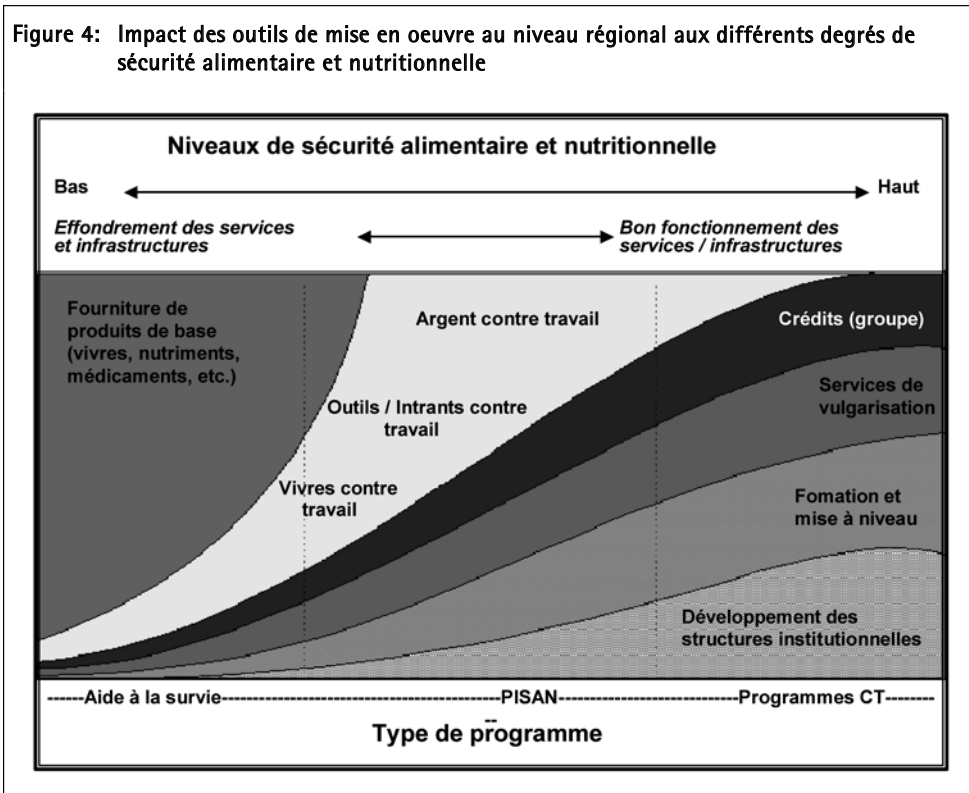 Figure 4: Impact des outils de mise en oeuvre au niveau régional aux différents degrés de
sécurité alimentaire et nutritionnelle
Niveaux de sécurité alimentaire et nutritionnelle
Bas
Haut
Effondrement des services
et infrastructures
Bon fonctionnement des
services / infrastructures
Fourniture de
produits de base
(vivres, nutriments,
médicaments, etc.)
Argent contre travail
Crédits (groupe)
Services de
vulgarisation
Outils / Intrants contre
travail
Vivres contre
travail
Fomation et
mise à niveau
Développement des
structures institutionnelles
------Aide à la survie--------------------------------PISAN---------------------Programmes CT--------
--
Type de programme